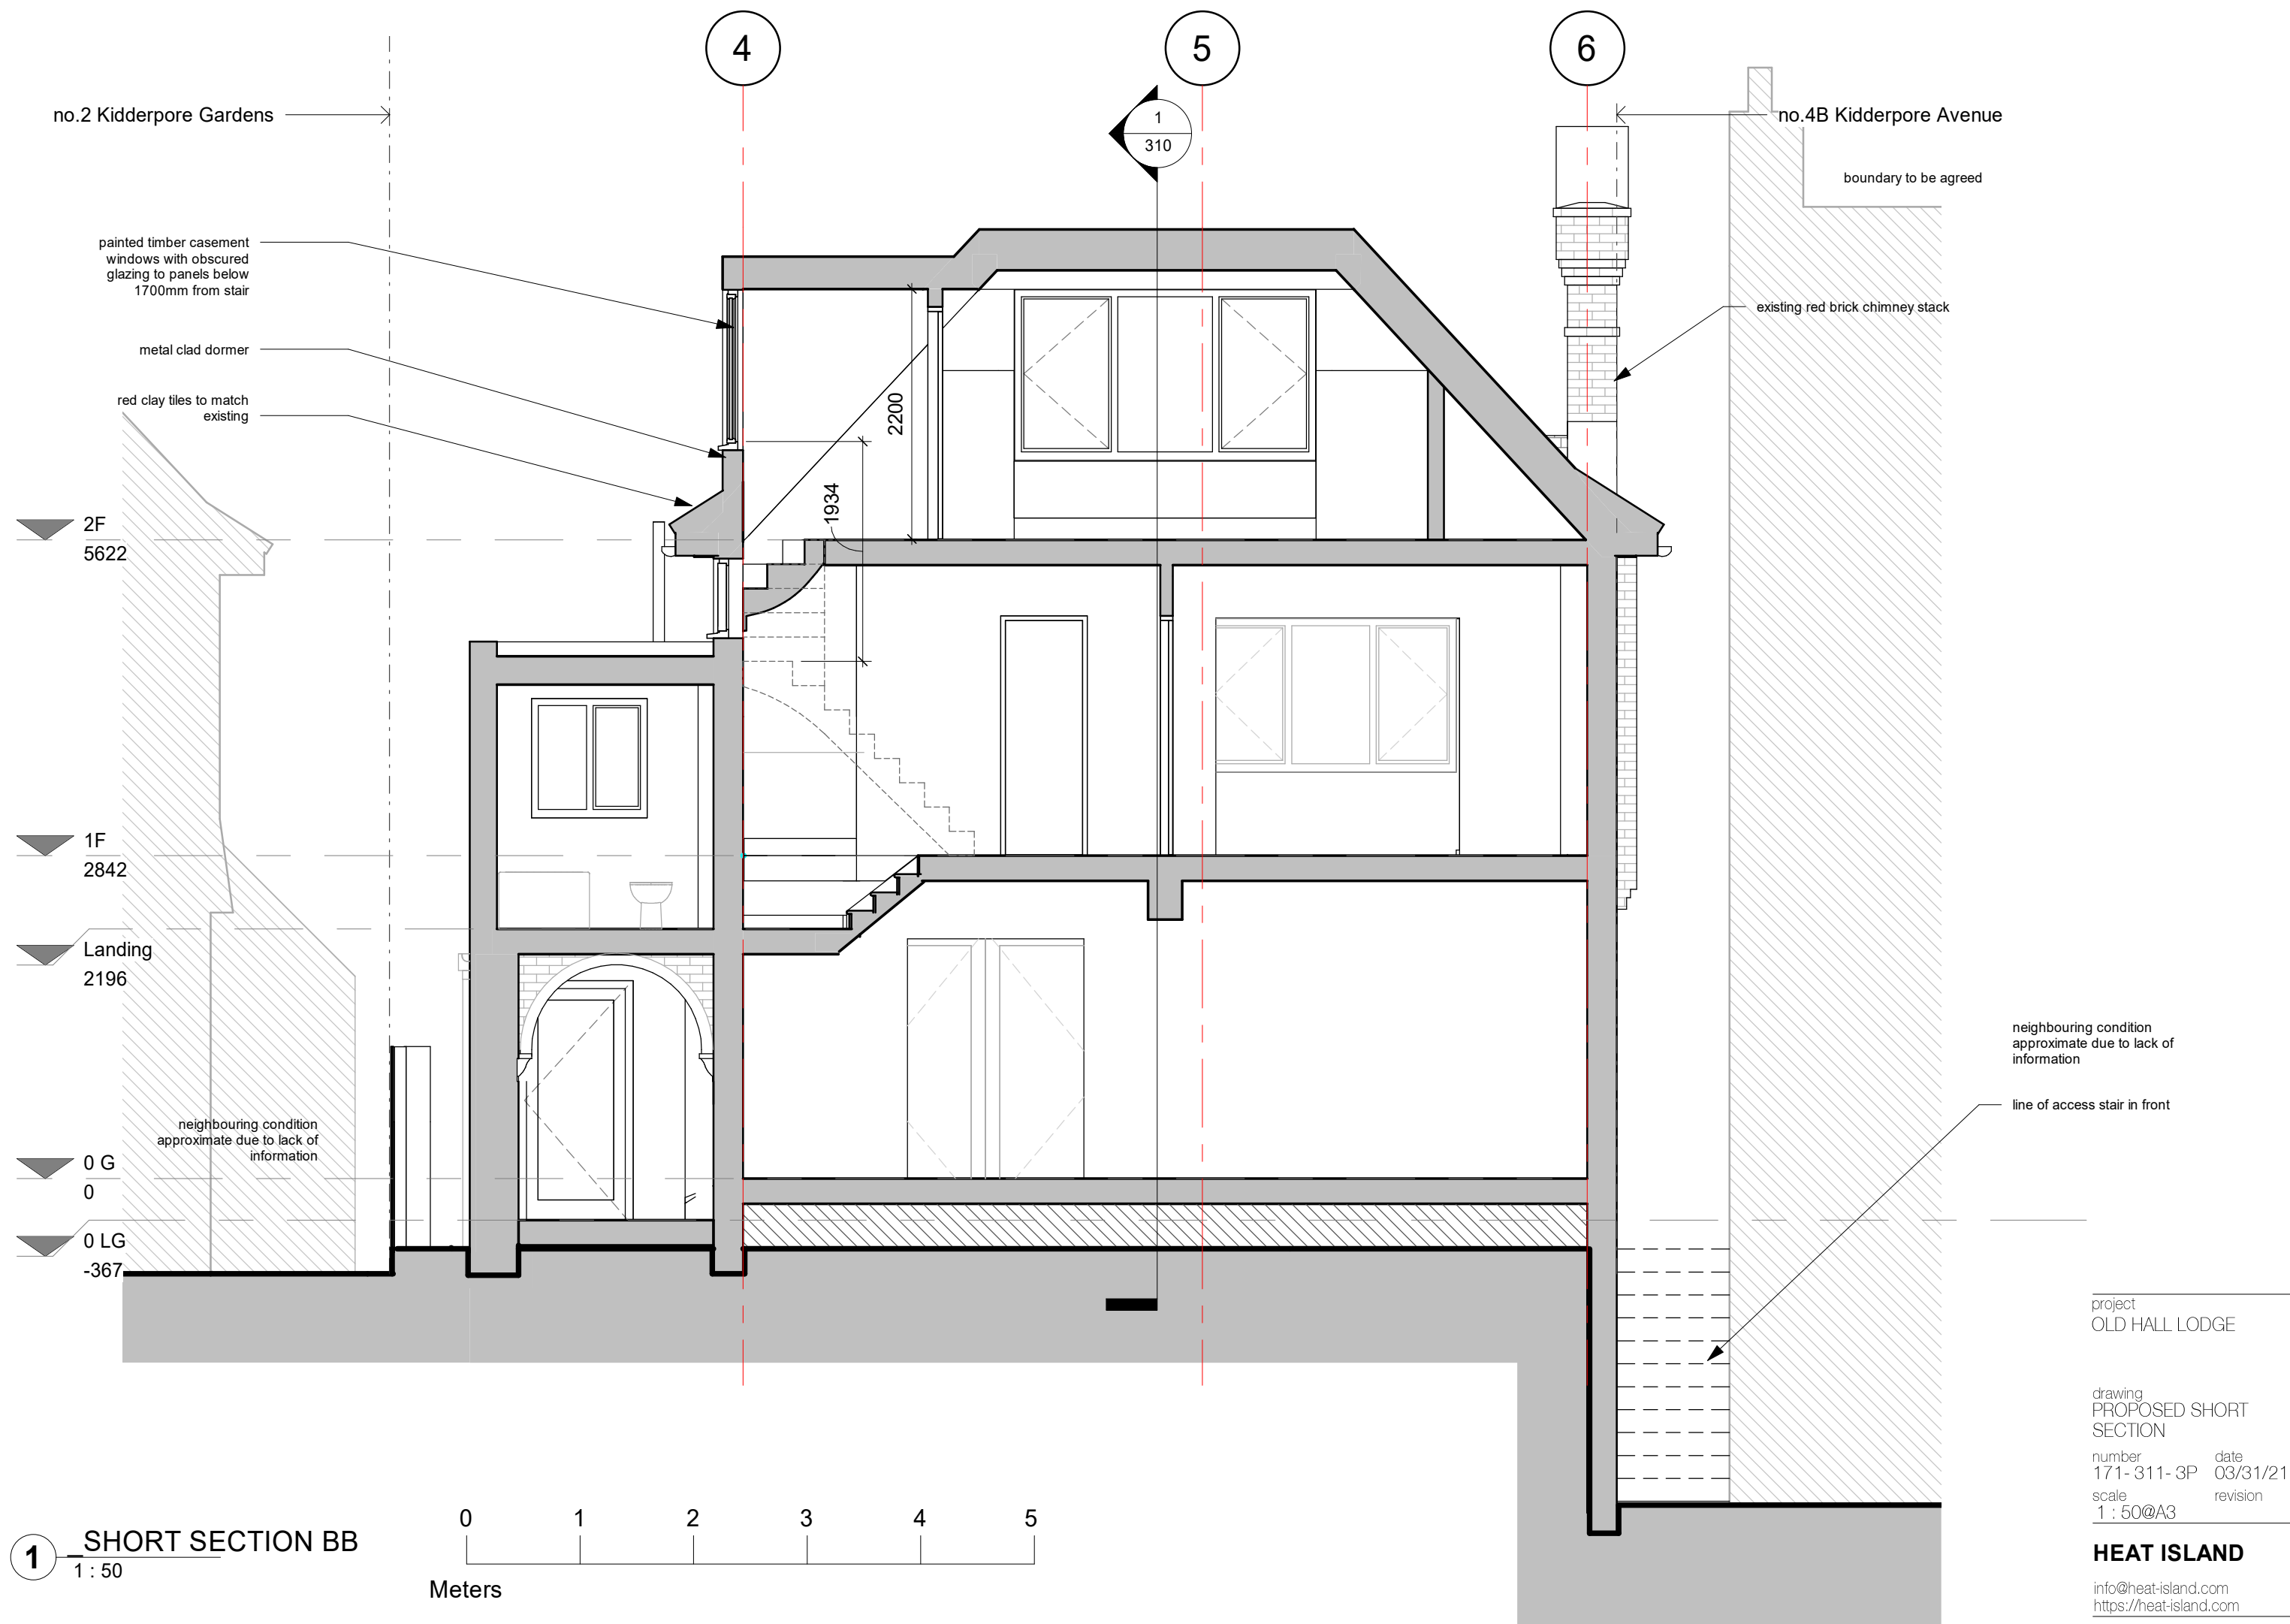 4
5
6
no.2 Kidderpore Gardens
1
310
no.4B Kidderpore Avenue
boundary to be agreed
painted timber casement
windows with obscured
glazing to panels below
1700mm from stair
existing red brick chimney stack
metal clad dormer
red clay tiles to match
existing
2200
1934
2F
5622
1F
2842
Landing
2196
neighbouring condition
approximate due to lack of
information
line of access stair in front
neighbouring condition
approximate due to lack of
information
0 G
0
0 LG
-367
project
OLD HALL LODGE
drawing
PROPOSED SHORT
SECTION
number date
171- 311- 3P 03/31/21
scale revision
1 : 50@A3
HEAT ISLAND
info@heat-island.com
https://heat-island.com
0 1 2 3 4 5
Meters
1 _SHORT SECTION BB
1 : 50